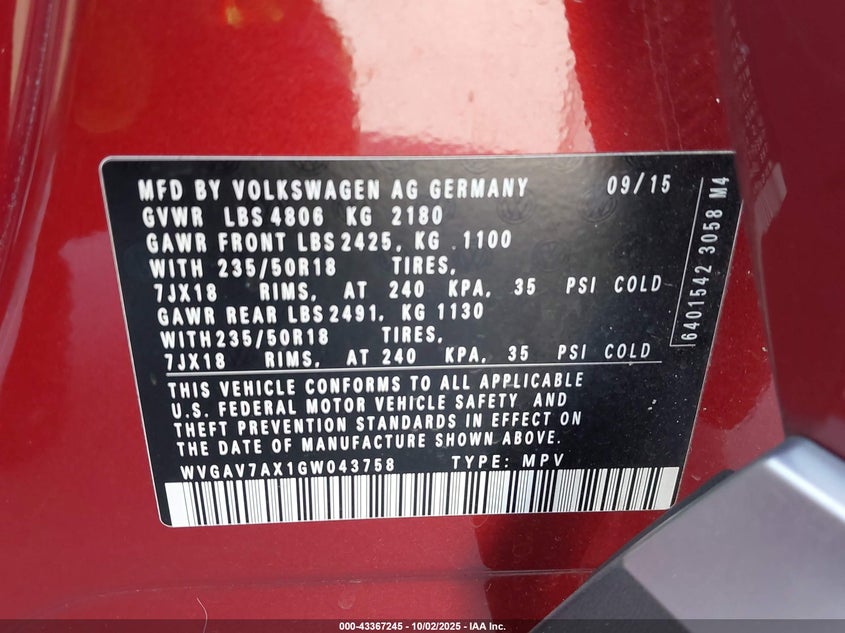 MFD BY VOLKSWAGEN AG GERMANY 09/15
GVWR LBS 4806 KG 2180
GAWR FRONT LBS 2425, KG .1100
WITH 235/50R18 TIRES,
7JX18 RIMS, AT 240 KPA, 35 PSI COLD
GAWR REAR LBS 2491, KG 1130
WITH 235/50R18 TIRES,
7JX18 RIMS, AT 240 KPA, 35 PSI COLD
THIS VEHICLE CONFORMS TO ALL APPLICABLE
U.S. FEDERAL MOTOR VEHICLE SAFETY AND
THEFT PREVENTION STANDARDS IN EFFECT ON
THE DATE OF MANUFACTURE SHOWN ABOVE.
WVGAV7AX1GW043758 TYPE: MPV
6401542 3058 M4
000-43367245 - 10/02/2025 - IAA Inc.